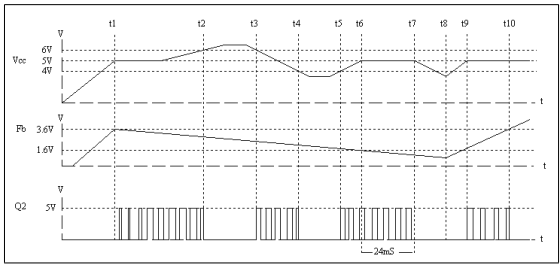 t1 t2 t3 t4 t5 t6 t7 t8 t9 t10
V
6V
Vcc 5V
4V
t
V
Fb 3.6V
1.6V
t
V
Q2 5V
t
24mS